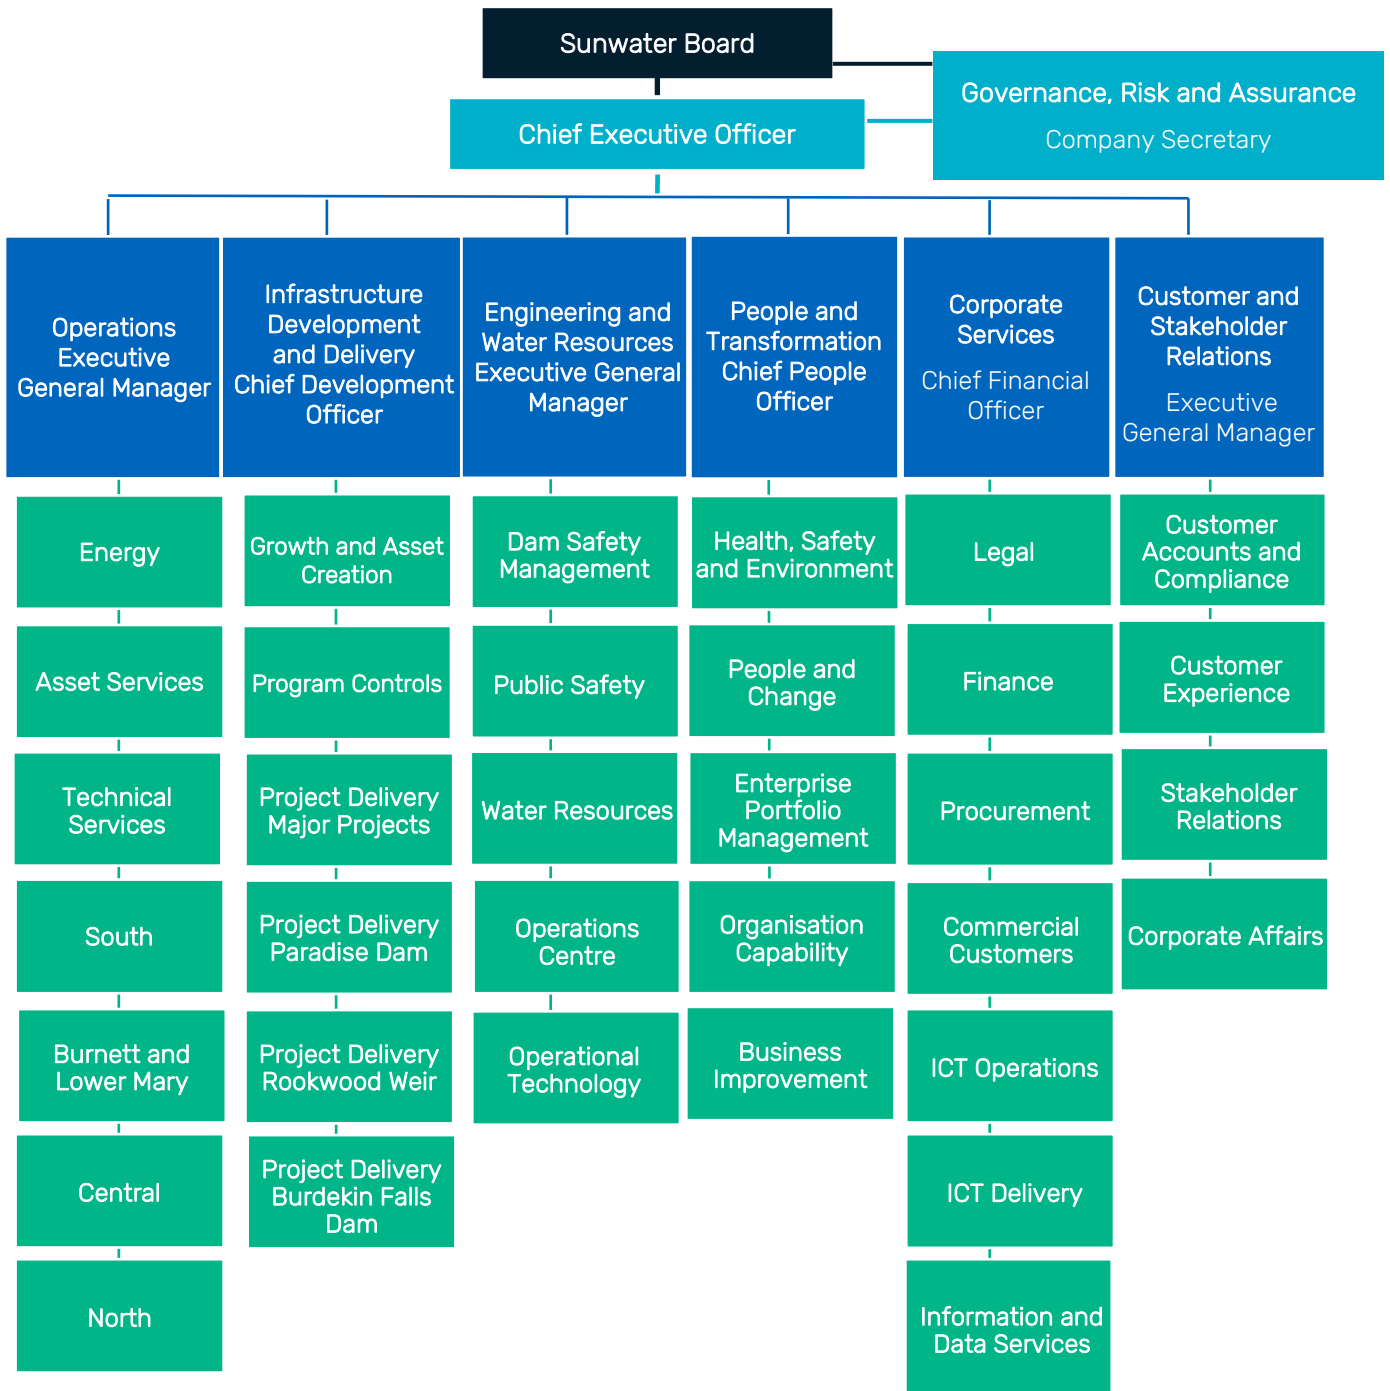 Sunwater Board
Governance, Risk and Assurance
Company Secretary
Chief Executive Officer
Operations
Executive
General Manager
Infrastructure
Development
and Delivery
Chief Development
Officer
Engineering and
Water Resources
Executive General
Manager
People and
Transformation
Chief People
Officer
Corporate
Services
Chief Financial
Officer
Customer and
Stakeholder
Relations
Executive
General Manager
Energy
Asset Services
Technical
Services
South
Burnett and
Lower Mary
Central
North
Growth and Asset
Creation
Program Controls
Project Delivery
Major Projects
Project Delivery
Paradise Dam
Project Delivery
Rookwood Weir
Project Delivery
Burdekin Falls
Dam
Dam Safety
Management
Public Safety
Water Resources
Operations
Centre
Operational
Technology
Health, Safety
and Environment
People and
Change
Enterprise
Portfolio
Management
Organisation
Capability
Business
Improvement
Legal
Finance
Procurement
Commercial
Customers
ICT Operations
ICT Delivery
Information and
Data Services
Customer
Accounts and
Compliance
Customer
Experience
Stakeholder
Relations
Corporate Affairs